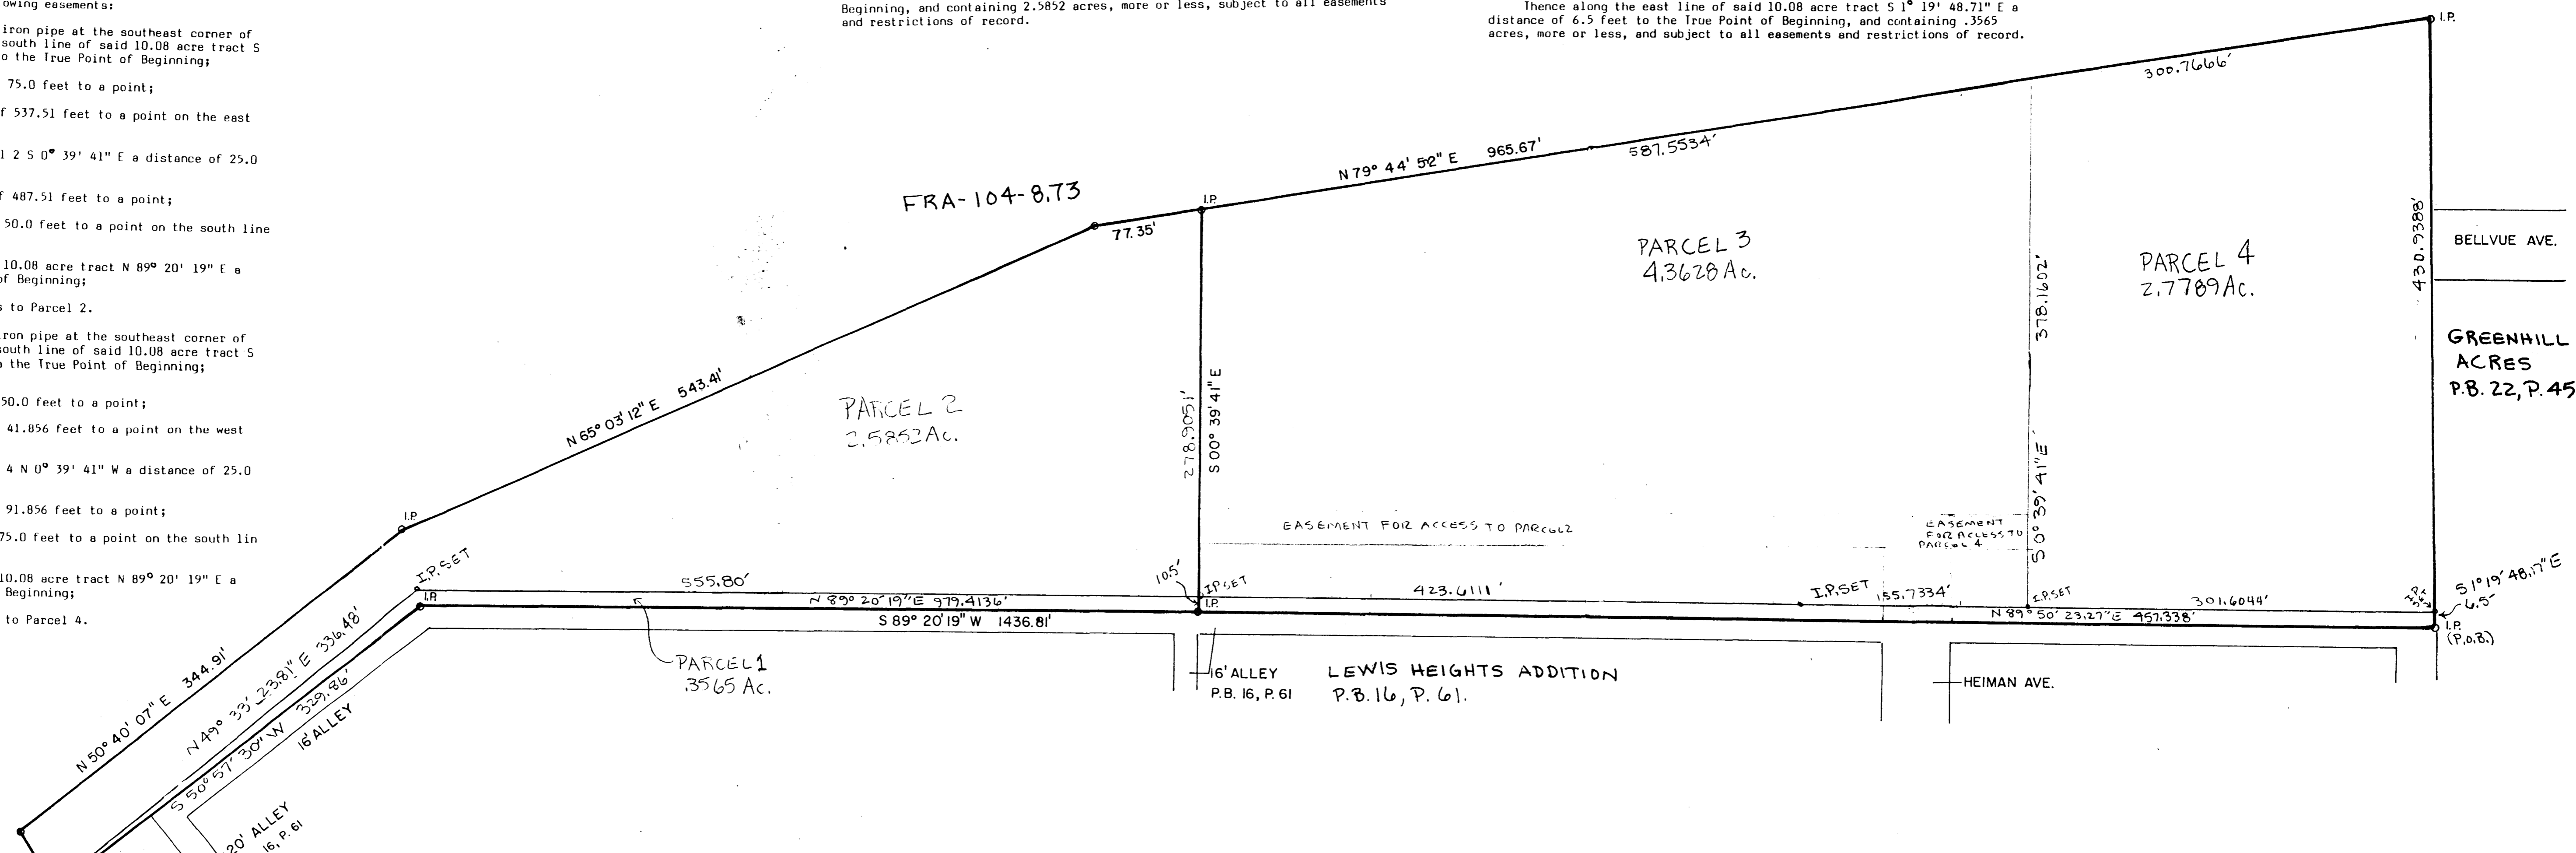 owing easements:
iron pipe at the southeast corner of
south line of said 10.08 acre tract S
o the True Point of Beginning;
75.0 feet to a point;
f 537.51 feet to a point on the east
l 2 S 0° 39' 41" E a distance of 25.0
f 487.51 feet to a point;
50.0 feet to a point on the south line
10.08 acre tract N 89° 20' 19" E a
of Beginning;
s to Parcel 2.
iron pipe at the southeast corner of
south line of said 10.08 acre tract S
o the True Point of Beginning;
50.0 feet to a point;
41.856 feet to a point on the west
4 N 0° 39' 41" W a distance of 25.0
91.856 feet to a point;
75.0 feet to a point on the south lin
10.08 acre tract N 89° 20' 19" E a
Beginning;
to Parcel 4.
Beginning, and containing 2.5852 acres, more or less, subject to all easements
and restrictions of record.
Thence along the east line of said 10.08 acre tract S 1° 19' 48.71" E a
distance of 6.5 feet to the True Point of Beginning, and containing .3565
acres, more or less, and subject to all easements and restrictions of record.
I.P.
300.7666'
N 79° 44' 52" E 965.67'
587.5534'
FRA-104-8.73
77.35'
I.P.
PARCEL 3
4.3628 Ac.
PARCEL 4
2.7789 Ac.
430.9388'
BELLVUE AVE.
GREENHILL
ACRES
P.B. 22, P. 45
378.1602'
S 0° 39' 41" E
N 65° 03' 12" E 543.41'
PARCEL 2
2.5852 Ac.
278.9051'
S 00° 39' 41" E
I.P.
EASEMENT FOR ACCESS TO PARCEL 2
EASEMENT
FOR ACCESS TO
PARCEL 4
I.P. SET
I.P.
555.80'
10.5'
I.P. SET
I.P.
423.6111'
I.P. SET
155.7334'
I.P. SET
301.6044'
I.P. SET
S 1° 19' 48.17" E
6.5'
N 89° 20' 19" E 979.4136'
S 89° 20' 19" W 1436.81'
N 89° 50' 23.27" E 457.338'
I.P.
(P.O.B.)
PARCEL 1
.3565 Ac.
16' ALLEY
P.B. 16, P. 61
LEWIS HEIGHTS ADDITION
P.B. 16, P. 61.
HEIMAN AVE.
N 50° 40' 07" E 344.91'
N 49° 33' 23.81" E 336.48'
S 50° 57' 30" W 329.86'
16' ALLEY
20' ALLEY
16, P. 61